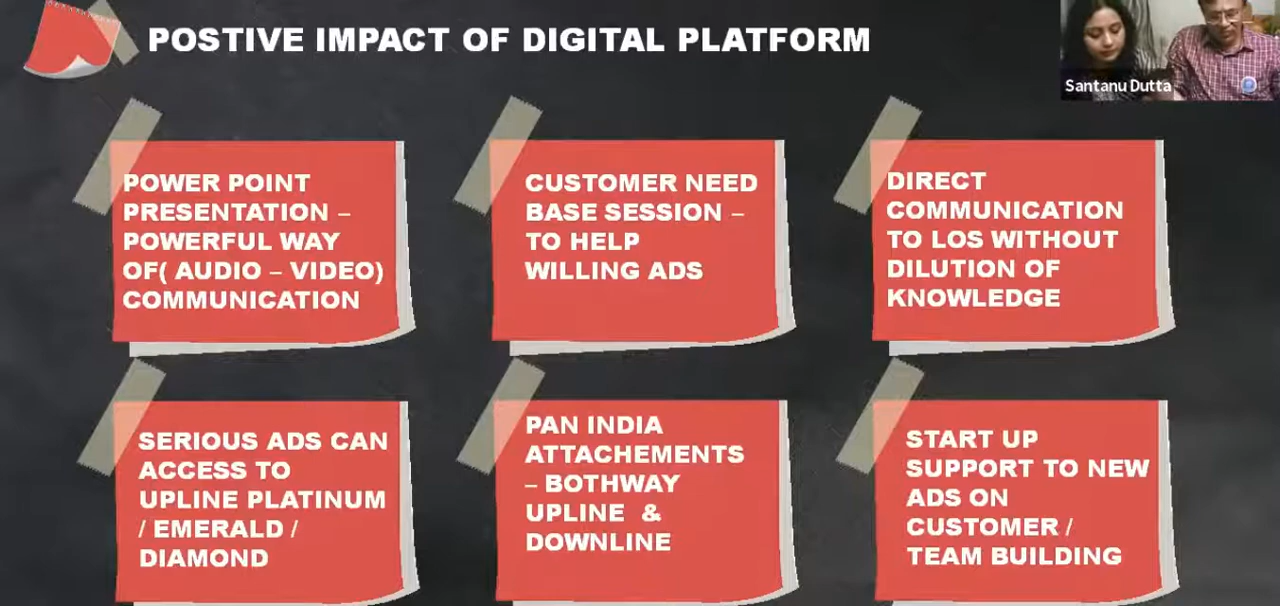 POSTIVE IMPACT OF DIGITAL PLATFORM
Santanu Dutta
POWER POINT
PRESENTATION –
POWERFUL WAY
OF( AUDIO – VIDEO)
COMMUNICATION
CUSTOMER NEED
BASE SESSION –
TO HELP
WILLING ADS
DIRECT
COMMUNICATION
TO LOS WITHOUT
DILUTION OF
KNOWLEDGE
SERIOUS ADS CAN
ACCESS TO
UPLINE PLATINUM
/ EMERALD /
DIAMOND
PAN INDIA
ATTACHEMENTS
– BOTHWAY
UPLINE & 
DOWNLINE
START UP
SUPPORT TO NEW
ADS ON
CUSTOMER /
TEAM BUILDING